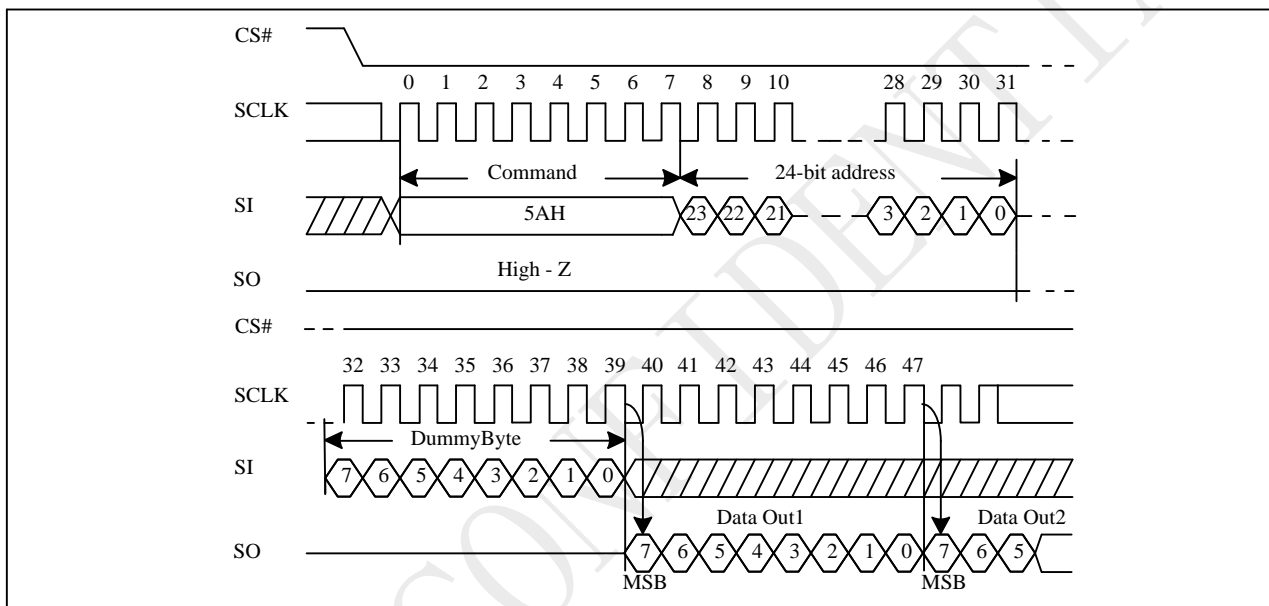 CS#
0 1 2 3 4 5 6 7 8 9 10 28 29 30 31
SCLK
Command 24-bit address
SI 5AH 23 22 21 3 2 1 0
High - Z
SO
CS#
32 33 34 35 36 37 38 39 40 41 42 43 44 45 46 47
SCLK
DummyByte
SI 7 6 5 4 3 2 1 0
Data Out1 Data Out2
SO 7 6 5 4 3 2 1 0 7 6 5
MSB MSB
CONFIDENTIA